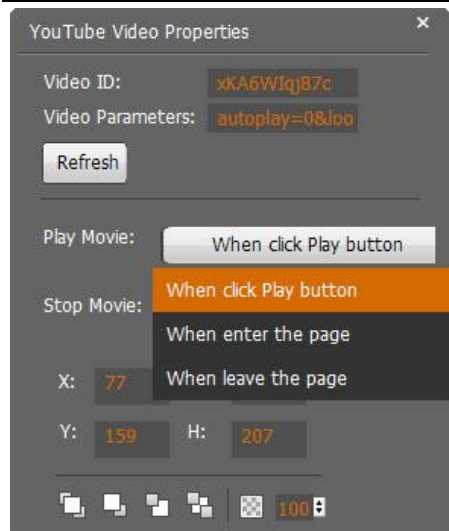 YouTube Video Properties
×
Video ID: xKA6WIqjB7c
Video Parameters: autoplay=0&loo
Refresh
Play Movie: When click Play button
When click Play button
Stop Movie:
When enter the page
When leave the page
X: 77
Y: 159 H: 207
100